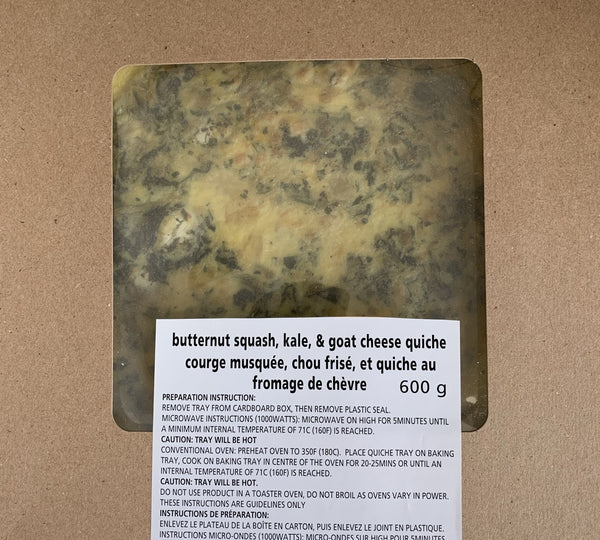 butternut squash, kale, & goat cheese quiche
courge musquée, chou frisé, et quiche au
fromage de chèvre 600 g
PREPARATION INSTRUCTION:
REMOVE TRAY FROM CARDBOARD BOX, THEN REMOVE PLASTIC SEAL.
MICROWAVE INSTRUCTIONS (1000WATTS): MICROWAVE ON HIGH FOR 5MINUTES UNTIL
A MINIMUM INTERNAL TEMPERATURE OF 71C (160F) IS REACHED.
CAUTION: TRAY WILL BE HOT
CONVENTIONAL OVEN: PREHEAT OVEN TO 350F (180C). PLACE QUICHE TRAY ON BAKING
TRAY, COOK ON BAKING TRAY IN CENTRE OF THE OVEN FOR 20-25MINS OR UNTIL AN
INTERNAL TEMPERATURE OF 71C (160F) IS REACHED.
CAUTION: TRAY WILL BE HOT.
DO NOT USE PRODUCT IN A TOASTER OVEN, DO NOT BROIL AS OVENS VARY IN POWER.
THESE INSTRUCTIONS ARE GUIDELINES ONLY
INSTRUCTIONS DE PRÉPARATION:
ENLEVEZ LE PLATEAU DE LA BOÎTE EN CARTON, PUIS ENLEVEZ LE JOINT EN PLASTIQUE.
INSTRUCTIONS MICRO-ONDES (1000WATTS): MICRO-ONDES SUR HIGH POUR 5MINUTES